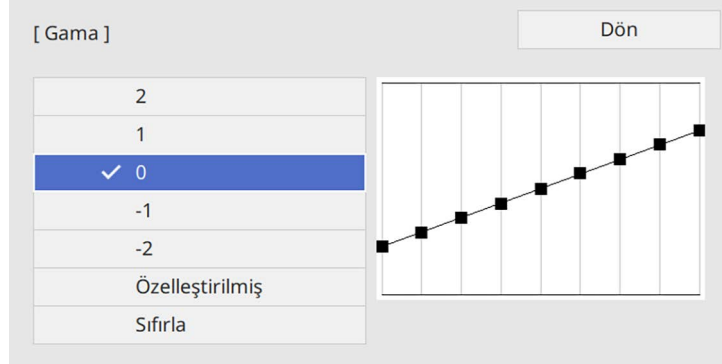 [ Gama ]
Dön
2
1
0
-1
-2
Özelleştirilmiş
Sıfırla